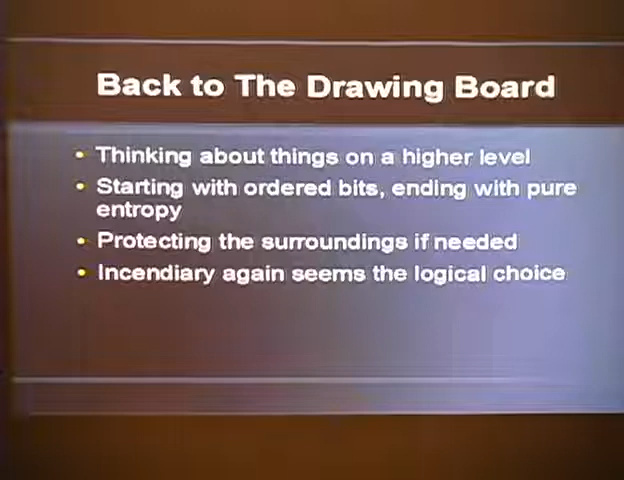 Back to The Drawing Board
• Thinking about things on a higher level
• Starting with ordered bits, ending with pure
entropy
• Protecting the surroundings if needed
• Incendiary again seems the logical choice